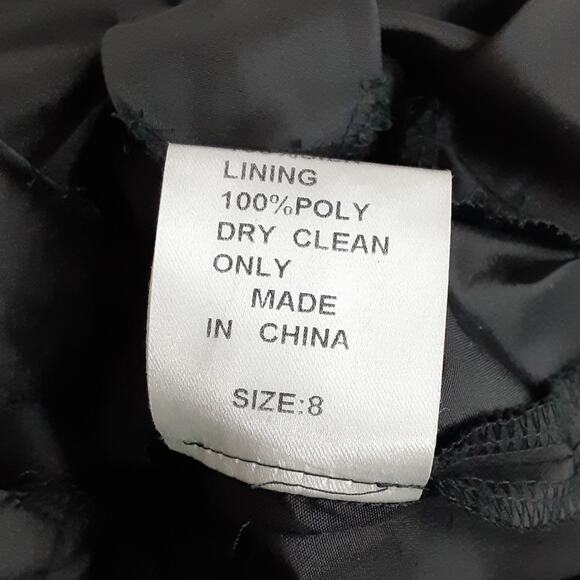 LINING
100%POLY
DRY CLEAN
ONLY
MADE
IN CHINA
SIZE:8